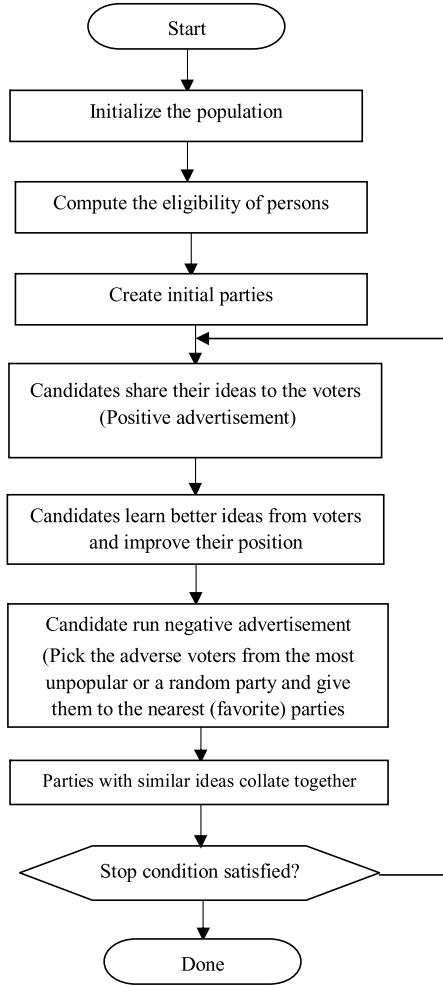 Start
Initialize the population
Compute the eligibility of persons
Create initial parties
Candidates share their ideas to the voters
(Positive advertisement)
Candidates learn better ideas from voters
and improve their position
Candidate run negative advertisement
(Pick the adverse voters from the most
unpopular or a random party and give
them to the nearest (favorite) parties
Parties with similar ideas collate together
Stop condition satisfied?
Done